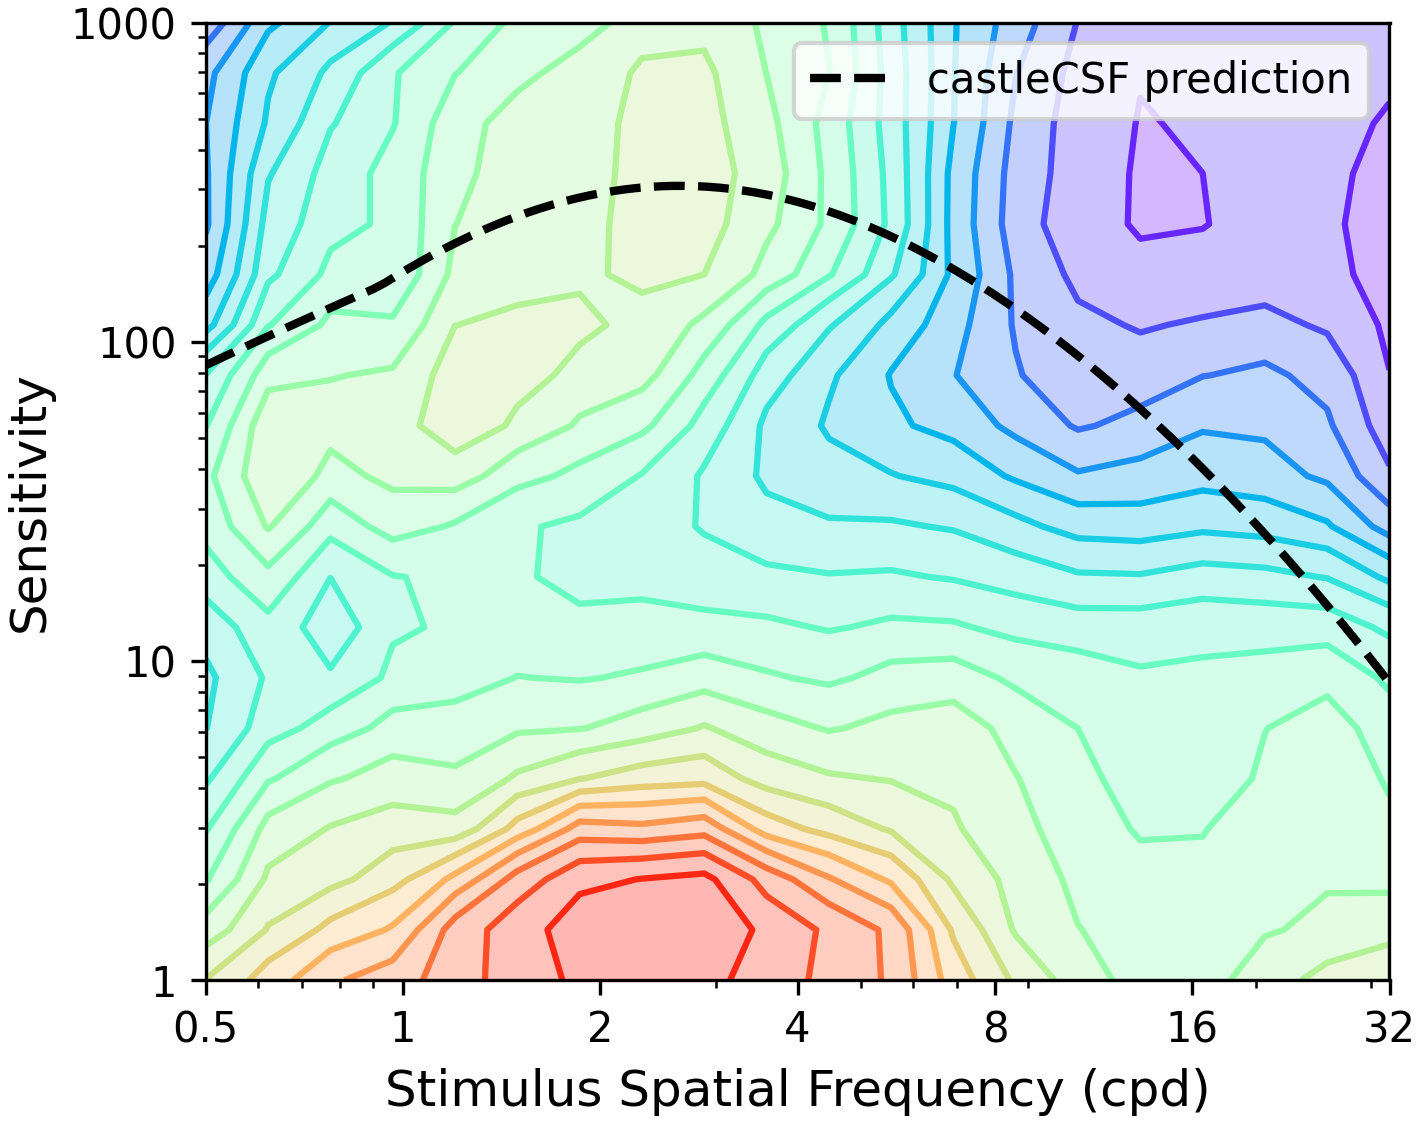 1000
100
10
1
Sensitivity
castleCSF prediction
0.5 1 2 4 8 16 32
Stimulus Spatial Frequency (cpd)